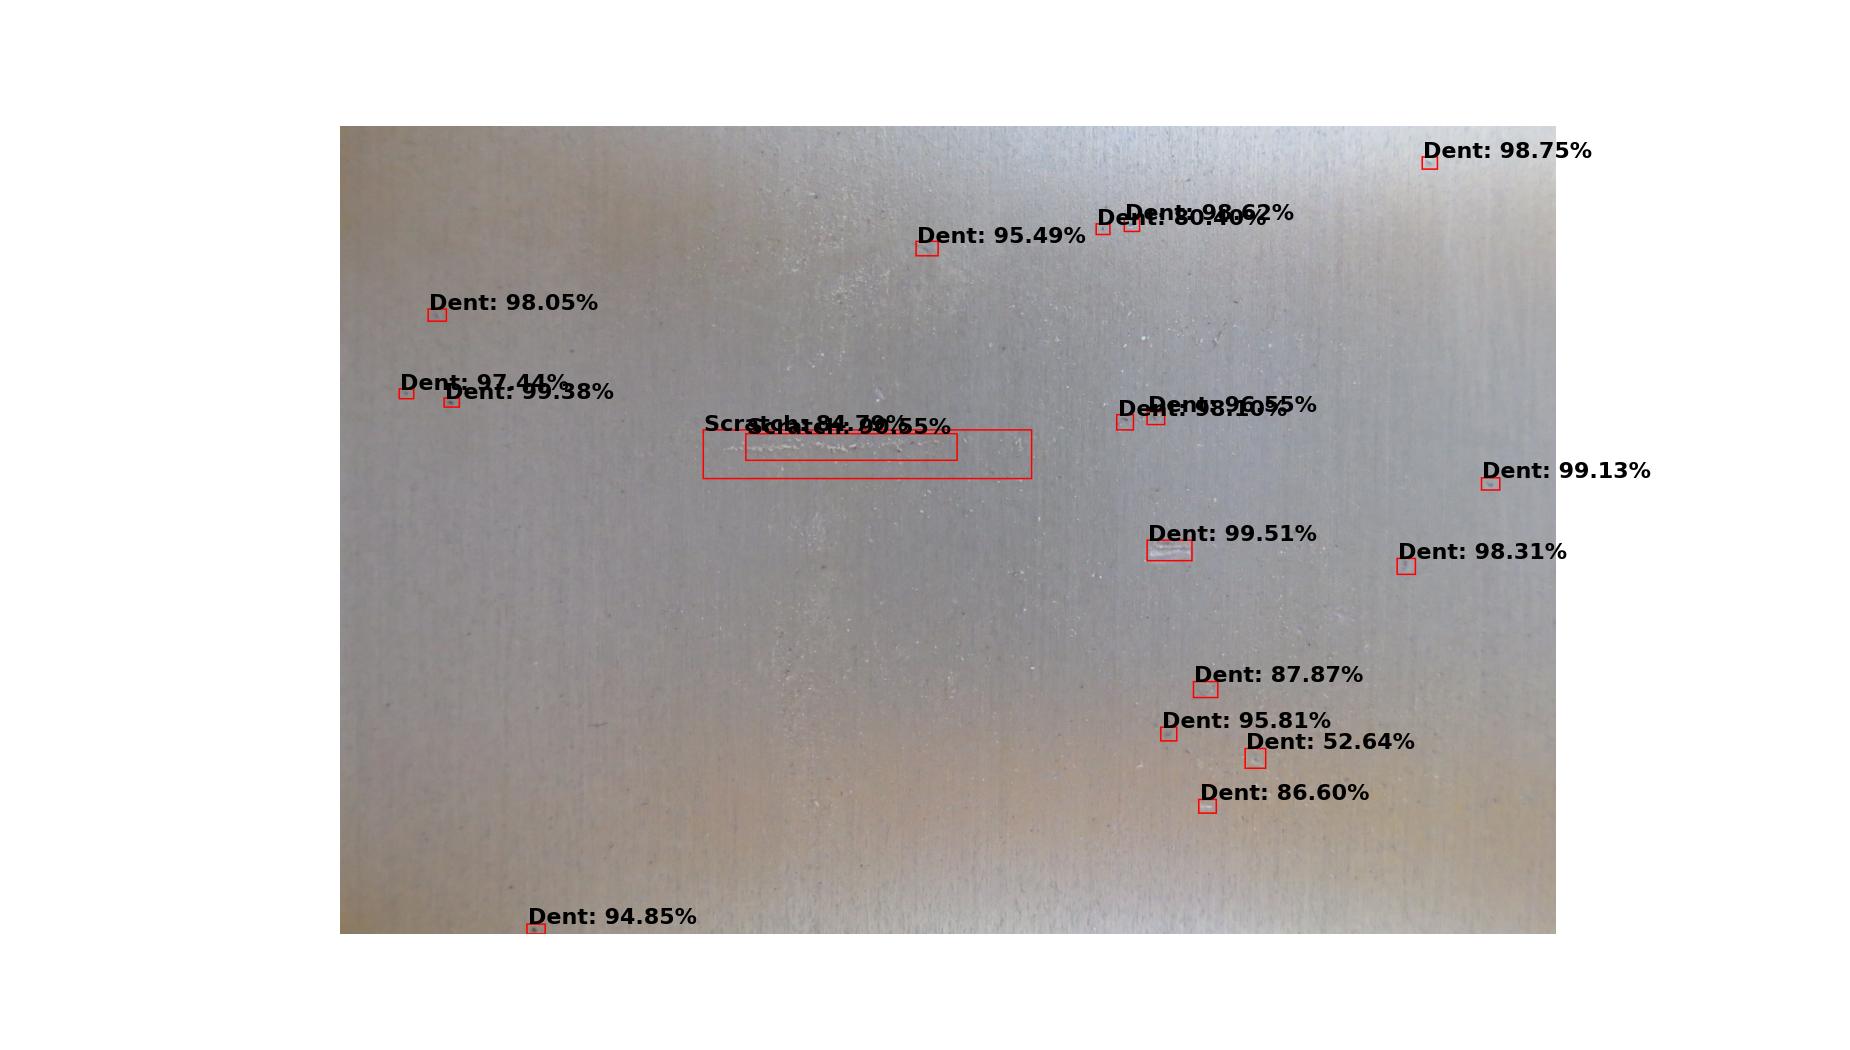 Dent: 98.75%
Dent: 98.62%
Dent: 80.40%
Dent: 95.49%
Dent: 98.05%
Dent: 97.44%
Dent: 99.38%
Dent: 96.55%
Dent: 98.10%
Scratch: 84.79%
Scratch: 90.55%
Dent: 99.13%
Dent: 99.51%
Dent: 98.31%
Dent: 87.87%
Dent: 95.81%
Dent: 52.64%
Dent: 86.60%
Dent: 94.85%